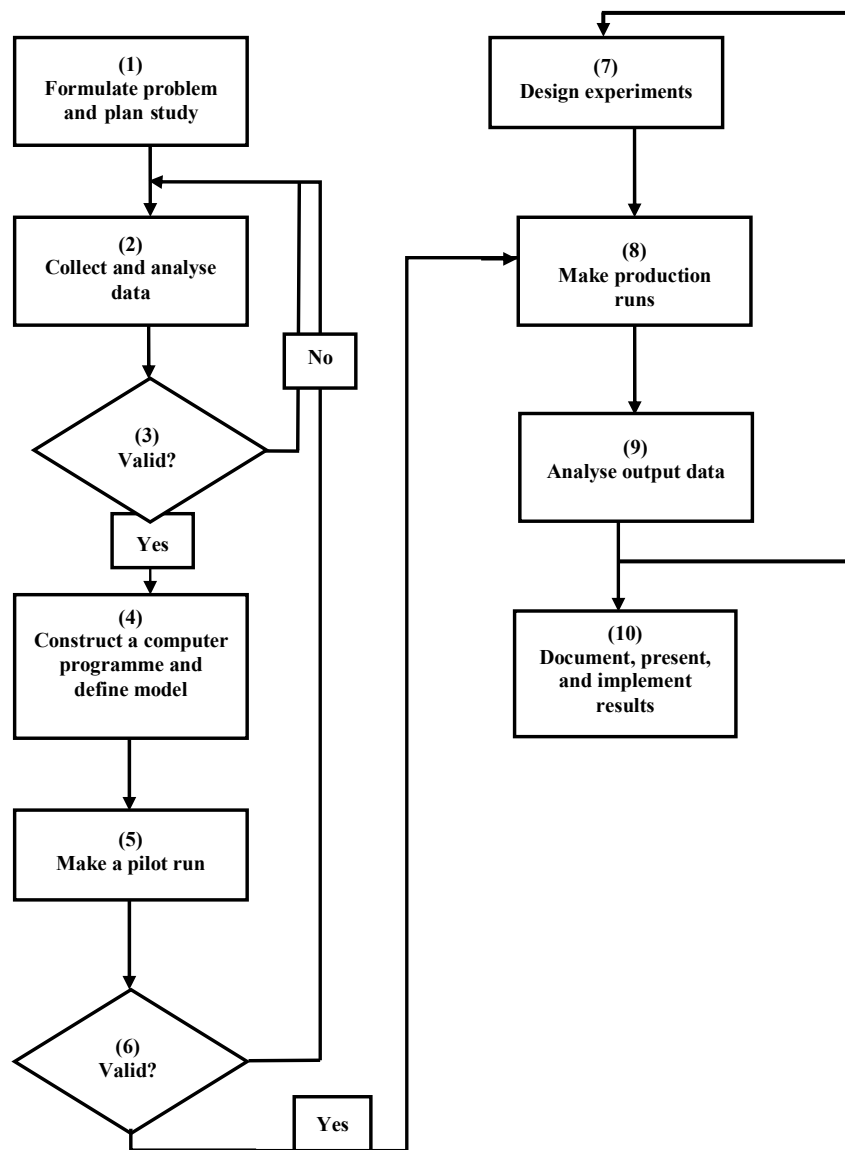 (1)
Formulate problem
and plan study
(2)
Collect and analyse
data
No
(3)
Valid?
Yes
(4)
Construct a computer
programme and
define model
(5)
Make a pilot run
(6)
Valid?
Yes
(7)
Design experiments
(8)
Make production
runs
(9)
Analyse output data
(10)
Document, present,
and implement
results